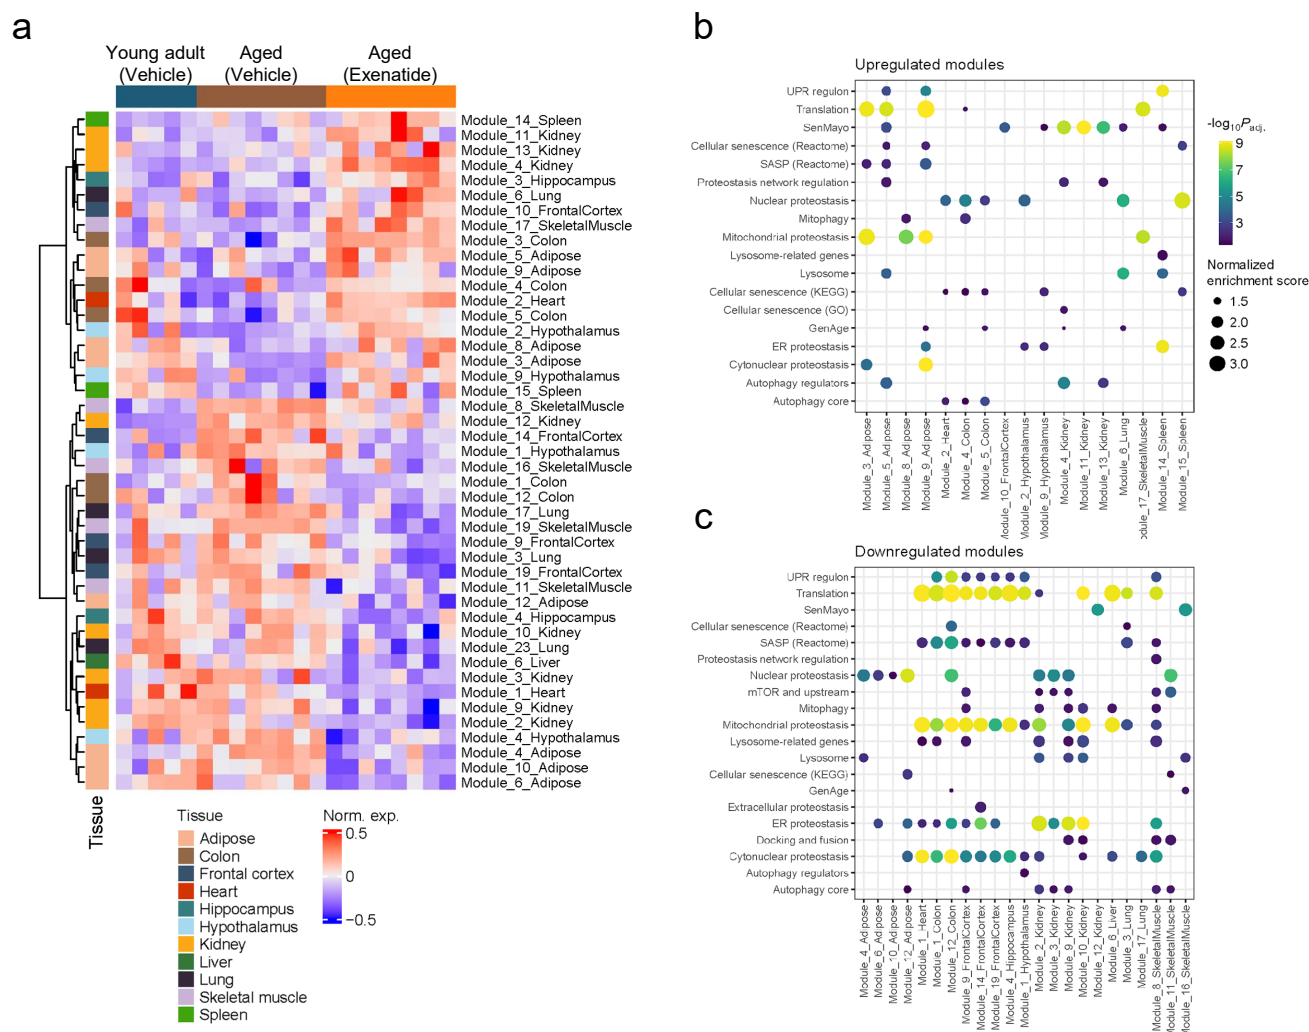 a
Young adult
(Vehicle)
Aged
(Vehicle)
Aged
(Exenatide)
Module_14_Spleen
Module_11_Kidney
Module_13_Kidney
Module_4_Kidney
Module_3_Hippocampus
Module_6_Lung
Module_10_FrontalCortex
Module_17_SkeletalMuscle
Module_3_Colon
Module_5_Adipose
Module_9_Adipose
Module_4_Colon
Module_2_Heart
Module_5_Colon
Module_2_Hypothalamus
Module_8_Adipose
Module_3_Adipose
Module_9_Hypothalamus
Module_15_Spleen
Module_8_SkeletalMuscle
Module_12_Kidney
Module_14_FrontalCortex
Module_1_Hypothalamus
Module_16_SkeletalMuscle
Module_1_Colon
Module_12_Colon
Module_17_Lung
Module_19_SkeletalMuscle
Module_9_FrontalCortex
Module_3_Lung
Module_19_FrontalCortex
Module_11_SkeletalMuscle
Module_12_Adipose
Module_4_Hippocampus
Module_10_Kidney
Module_23_Lung
Module_6_Liver
Module_3_Kidney
Module_1_Heart
Module_9_Kidney
Module_2_Kidney
Module_4_Hypothalamus
Module_4_Adipose
Module_10_Adipose
Module_6_Adipose
Tissue
Tissue
Adipose
Colon
Frontal cortex
Heart
Hippocampus
Hypothalamus
Kidney
Liver
Lung
Skeletal muscle
Spleen
Norm. exp.
0.5
0
−0.5
b
Upregulated modules
UPR regulon
Translation
SenMayo
Cellular senescence (Reactome)
SASP (Reactome)
Proteostasis network regulation
Nuclear proteostasis
Mitophagy
Mitochondrial proteostasis
Lysosome-related genes
Lysosome
Cellular senescence (KEGG)
Cellular senescence (GO)
GenAge
ER proteostasis
Cytonuclear proteostasis
Autophagy regulators
Autophagy core
Module_3_Adipose
Module_5_Adipose
Module_8_Adipose
Module_9_Adipose
Module_2_Heart
Module_4_Colon
Module_5_Colon
Module_10_FrontalCortex
Module_2_Hypothalamus
Module_9_Hypothalamus
Module_4_Kidney
Module_11_Kidney
Module_13_Kidney
Module_6_Lung
odule_17_SkeletalMuscle
Module_14_Spleen
Module_15_Spleen
-log10Padj.
9
7
5
3
Normalized
enrichment score
1.5
2.0
2.5
3.0
c
Downregulated modules
UPR regulon
Translation
SenMayo
Cellular senescence (Reactome)
SASP (Reactome)
Proteostasis network regulation
Nuclear proteostasis
mTOR and upstream
Mitophagy
Mitochondrial proteostasis
Lysosome-related genes
Lysosome
Cellular senescence (KEGG)
GenAge
Extracellular proteostasis
ER proteostasis
Docking and fusion
Cytonuclear proteostasis
Autophagy regulators
Autophagy core
Module_4_Adipose
Module_6_Adipose
Module_10_Adipose
Module_12_Adipose
Module_1_Heart
Module_1_Colon
Module_12_Colon
Module_9_FrontalCortex
Module_14_FrontalCortex
Module_19_FrontalCortex
Module_4_Hippocampus
Module_1_Hypothalamus
Module_2_Kidney
Module_3_Kidney
Module_9_Kidney
Module_10_Kidney
Module_12_Kidney
Module_6_Liver
Module_3_Lung
Module_17_Lung
Module_8_SkeletalMuscle
Module_11_SkeletalMuscle
Module_16_SkeletalMuscle